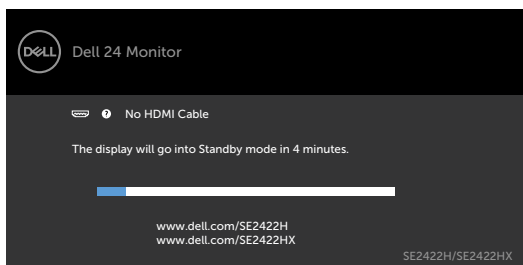 DELL
Dell 24 Monitor
? No HDMI Cable
The display will go into Standby mode in 4 minutes.
www.dell.com/SE2422H
www.dell.com/SE2422HX
SE2422H/SE2422HX